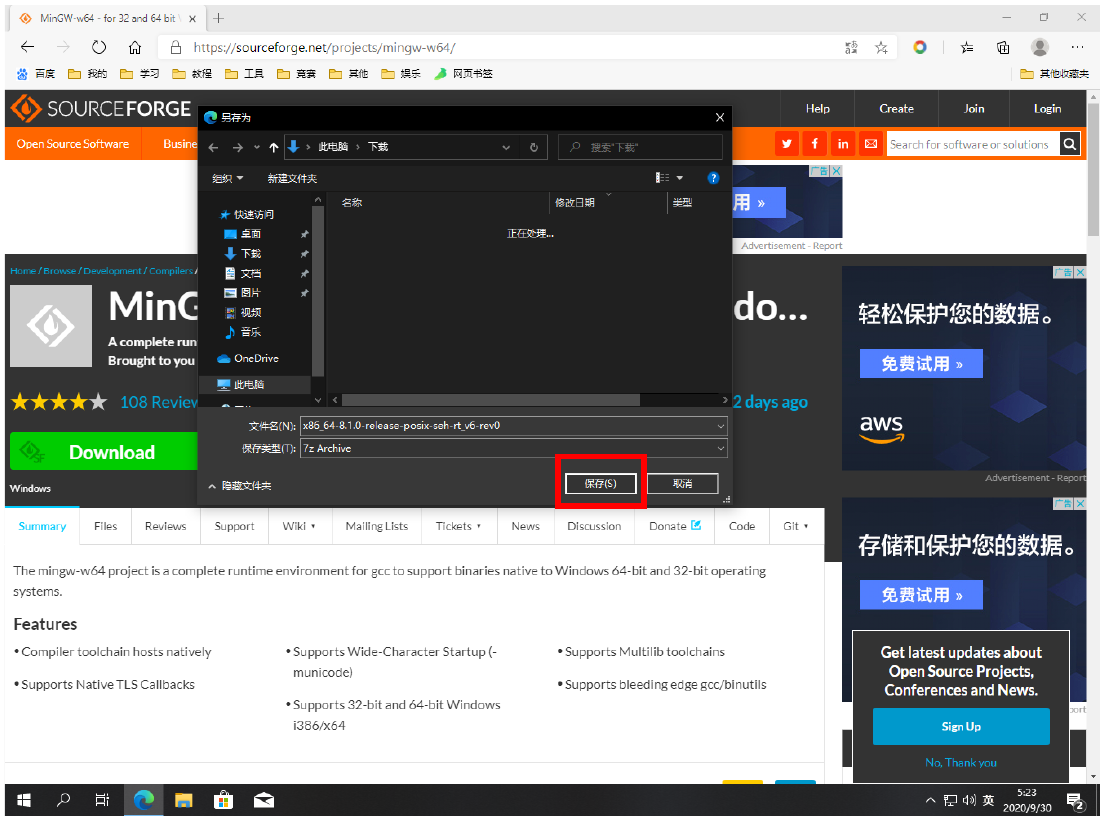 MinGW-w64 - for 32 and 64 bit
https://sourceforge.net/projects/mingw-w64/
百度 我的 学习 教程 工具 竞赛 其他 娱乐 网页书签 其他收藏夹
SOURCEFORGE
Help Create Join Login
Open Source Software Busine
Search for software or solutions
另存为
此电脑 下载
搜索"下载"
组织 新建文件夹
名称 修改日期 类型
正在处理...
快速访问
桌面
下载
文档
图片
视频
音乐
OneDrive
此电脑
文件名(N): x86_64-8.1.0-release-posix-seh-rt_v6-rev0
保存类型(T): 7z Archive
隐藏文件夹
保存(S) 取消
广告
用 »
Advertisement - Report
Home / Browse / Development / Compilers /
MinG
do...
A complete run
Brought to you
108 Review
2 days ago
Download
Windows
广告
轻松保护您的数据。
免费试用 »
aws
Advertisement - Report
Summary Files Reviews Support Wiki Mailing Lists Tickets News Discussion Donate Code Git
The mingw-w64 project is a complete runtime environment for gcc to support binaries native to Windows 64-bit and 32-bit operating
systems.
Features
• Compiler toolchain hosts natively
• Supports Native TLS Callbacks
• Supports Wide-Character Startup (-
municode)
• Supports 32-bit and 64-bit Windows
i386/x64
• Supports Multilib toolchains
• Supports bleeding edge gcc/binutils
广告
存储和保护您的数据。
免费试用 »
port
Get latest updates about
Open Source Projects,
Conferences and News.
Sign Up
No, Thank you
英
5:23
2020/9/30
2